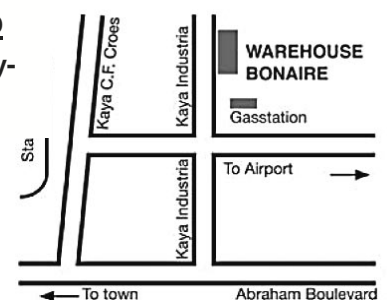 y-
Kaya C.F. Croes
Kaya Industria
WAREHOUSE
BONAIRE
Gasstation
Sta
Kaya Industria
To Airport
To town
Abraham Boulevard